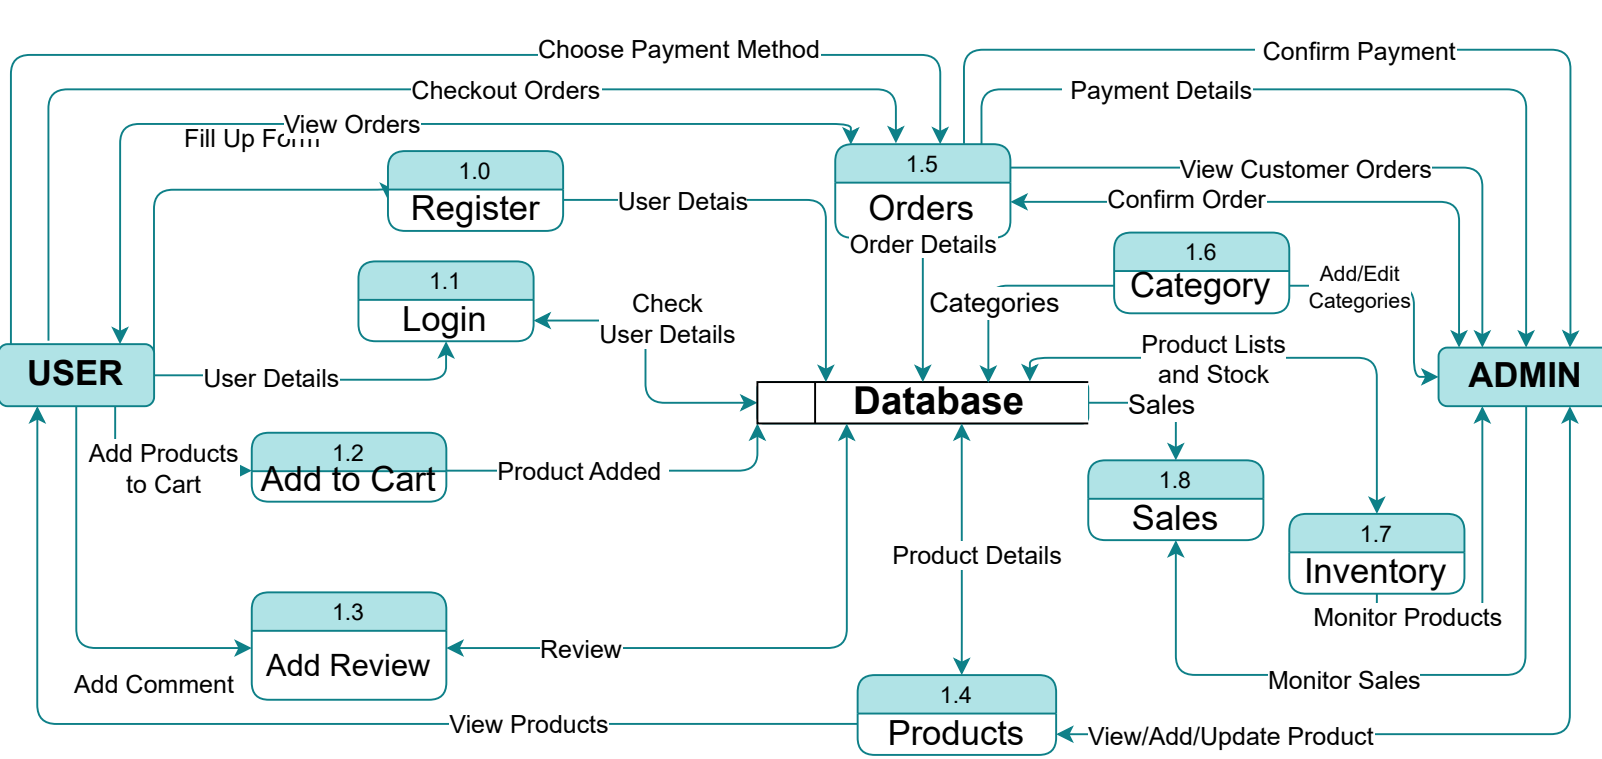 Choose Payment Method
Confirm Payment
Checkout Orders
Payment Details
View Orders
Fill Up Form
1.0
Register
User Detais
1.5
Orders
Order Details
View Customer Orders
Confirm Order
1.1
Login
Check
User Details
1.6
Category
Categories
Add/Edit
Categories
USER
User Details
Product Lists
and Stock
ADMIN
Database
Sales
Add Products
to Cart
1.2
Add to Cart
Product Added
1.8
Sales
1.7
Inventory
Product Details
Monitor Products
1.3
Add Review
Review
Add Comment
Monitor Sales
1.4
Products
View Products
View/Add/Update Product